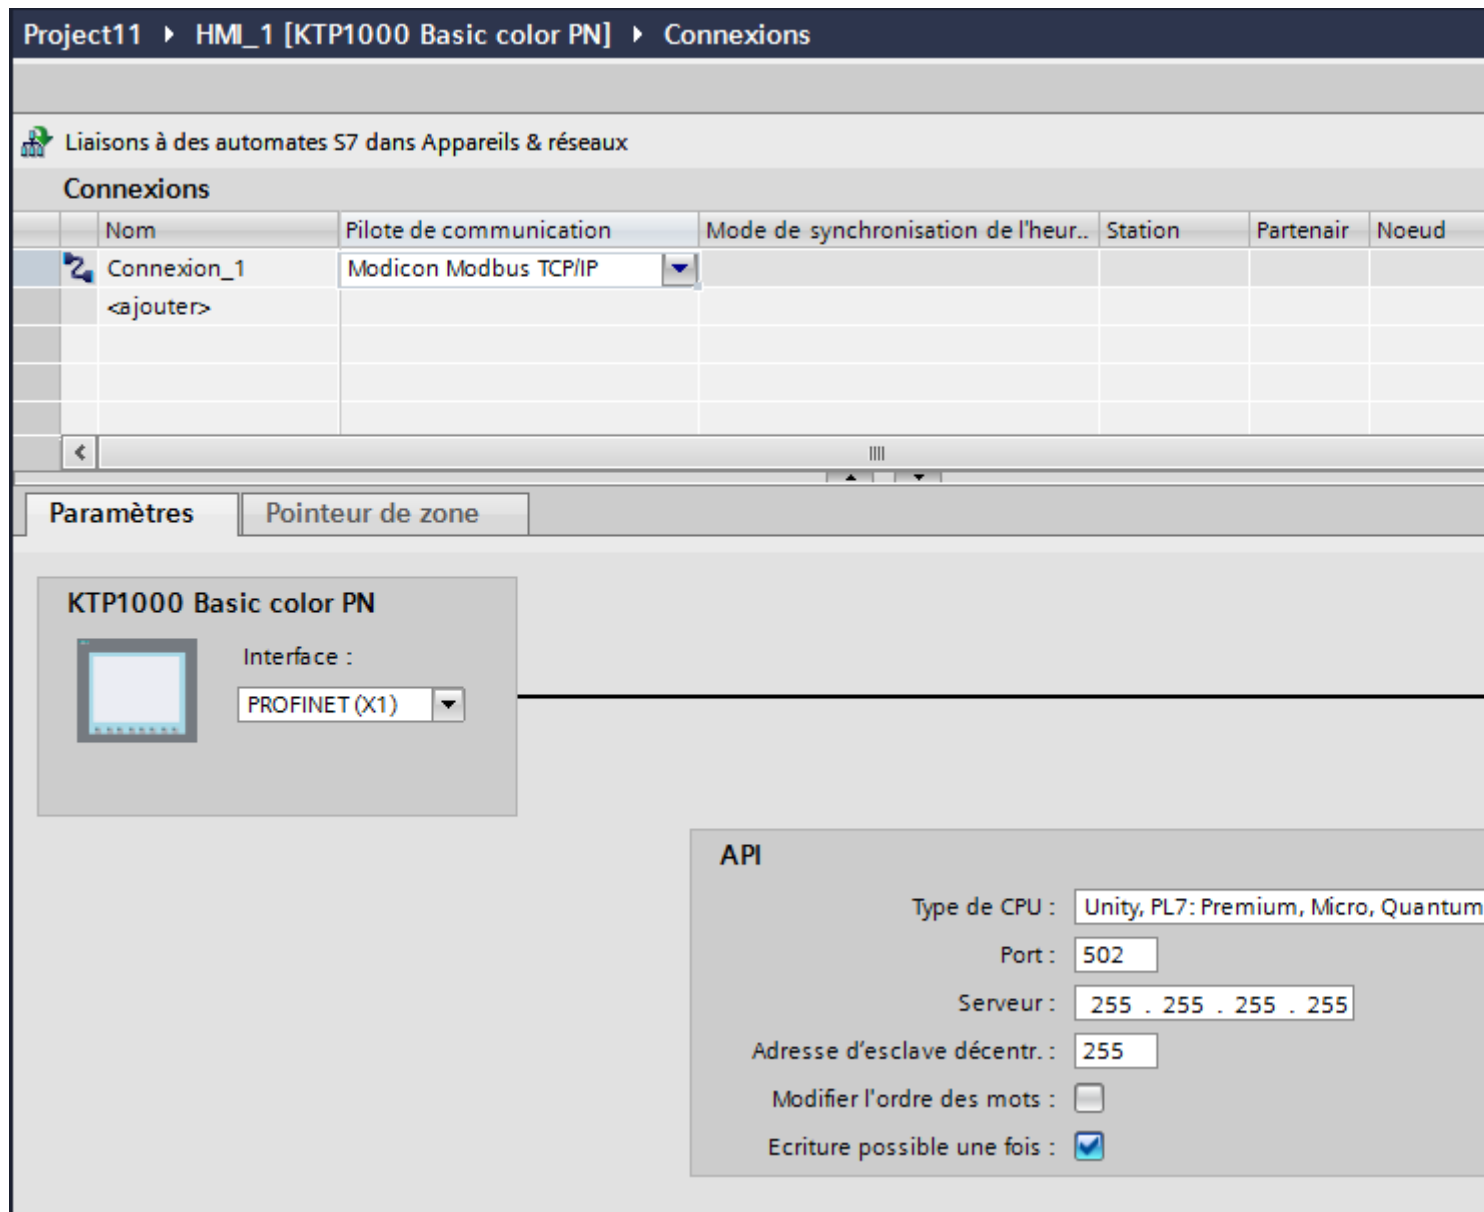 Project11 ▸ HMI_1 [KTP1000 Basic color PN] ▸ Connexions
Liaisons à des automates S7 dans Appareils & réseaux
Connexions
Nom Pilote de communication Mode de synchronisation de l'heur.. Station Partenair Noeud
Connexion_1 Modicon Modbus TCP/IP
<ajouter>
Paramètres Pointeur de zone
KTP1000 Basic color PN
Interface :
PROFINET (X1)
API
Type de CPU : Unity, PL7: Premium, Micro, Quantum
Port : 502
Serveur : 255 . 255 . 255 . 255
Adresse d'esclave décentr. : 255
Modifier l'ordre des mots :
Ecriture possible une fois :